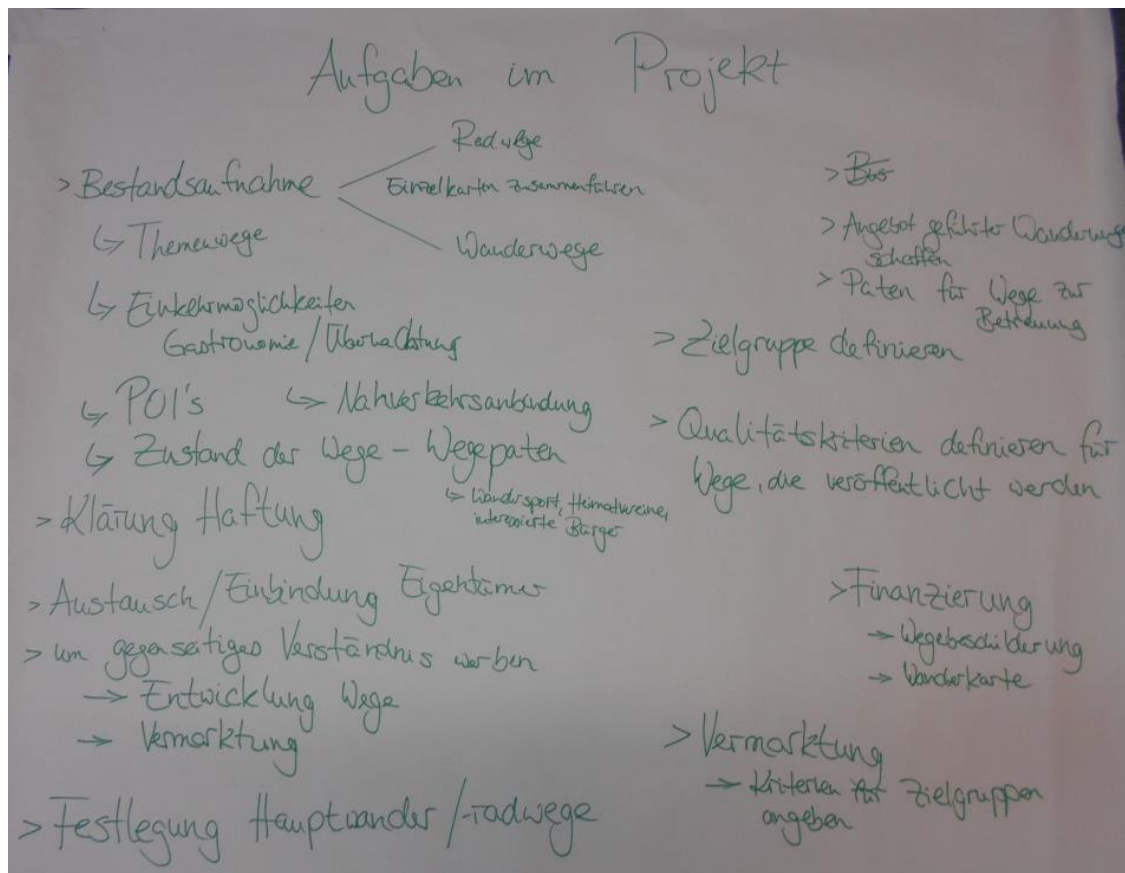 Aufgaben im Projekt
> Bestandsaufnahme
Radwege
Einzelkarten zusammenführen
Wanderwege
↳ Themenwege
↳ Einkehrmöglichkeiten
Gastronomie / Übernachtung
↳ POI's ↳ Nahverkehrsanbindung
↳ Zustand der Wege – Wegepaten
↳ Wandersport, Heimatvereine,
interessierte Bürger
> Klärung Haftung
> Austausch / Einbindung Eigentümer
> um gegenseitiges Verständnis werben
→ Entwicklung Wege
→ Vermarktung
> Festlegung Hauptwander /-radwege
> Angebot geführter Wanderunge
schaffen
> Paten für Wege zur
Betreuung
> Zielgruppe definieren
> Qualitätskriterien definieren für
Wege, die veröffentlicht werden
> Finanzierung
→ Wegebeschilderung
→ Wanderkarte
> Vermarktung
→ Kriterien für Zielgruppen
angeben